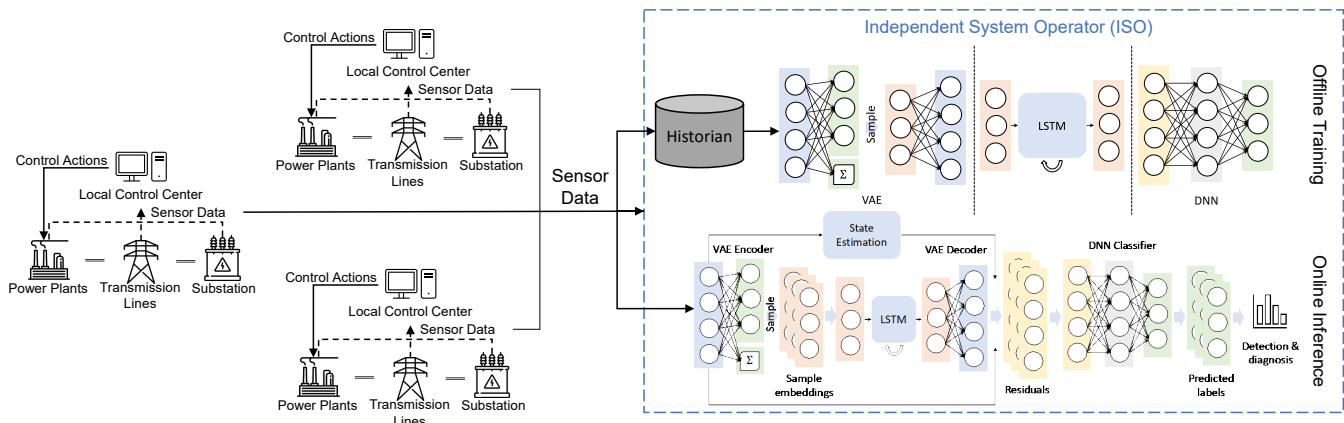 Control Actions
Local Control Center
Sensor Data
Power Plants
Transmission
Lines
Substation
Control Actions
Local Control Center
Sensor Data
Power Plants
Transmission
Lines
Substation
Control Actions
Local Control Center
Sensor Data
Power Plants
Transmission
Lines
Substation
Sensor
Data
Independent System Operator (ISO)
Historian
Σ
Sample
VAE
LSTM
DNN
Offline Training
State
Estimation
VAE Encoder
VAE Decoder
DNN Classifier
Σ
Sample
Sample
embeddings
LSTM
Residuals
Predicted
labels
Detection &
diagnosis
Online Inference